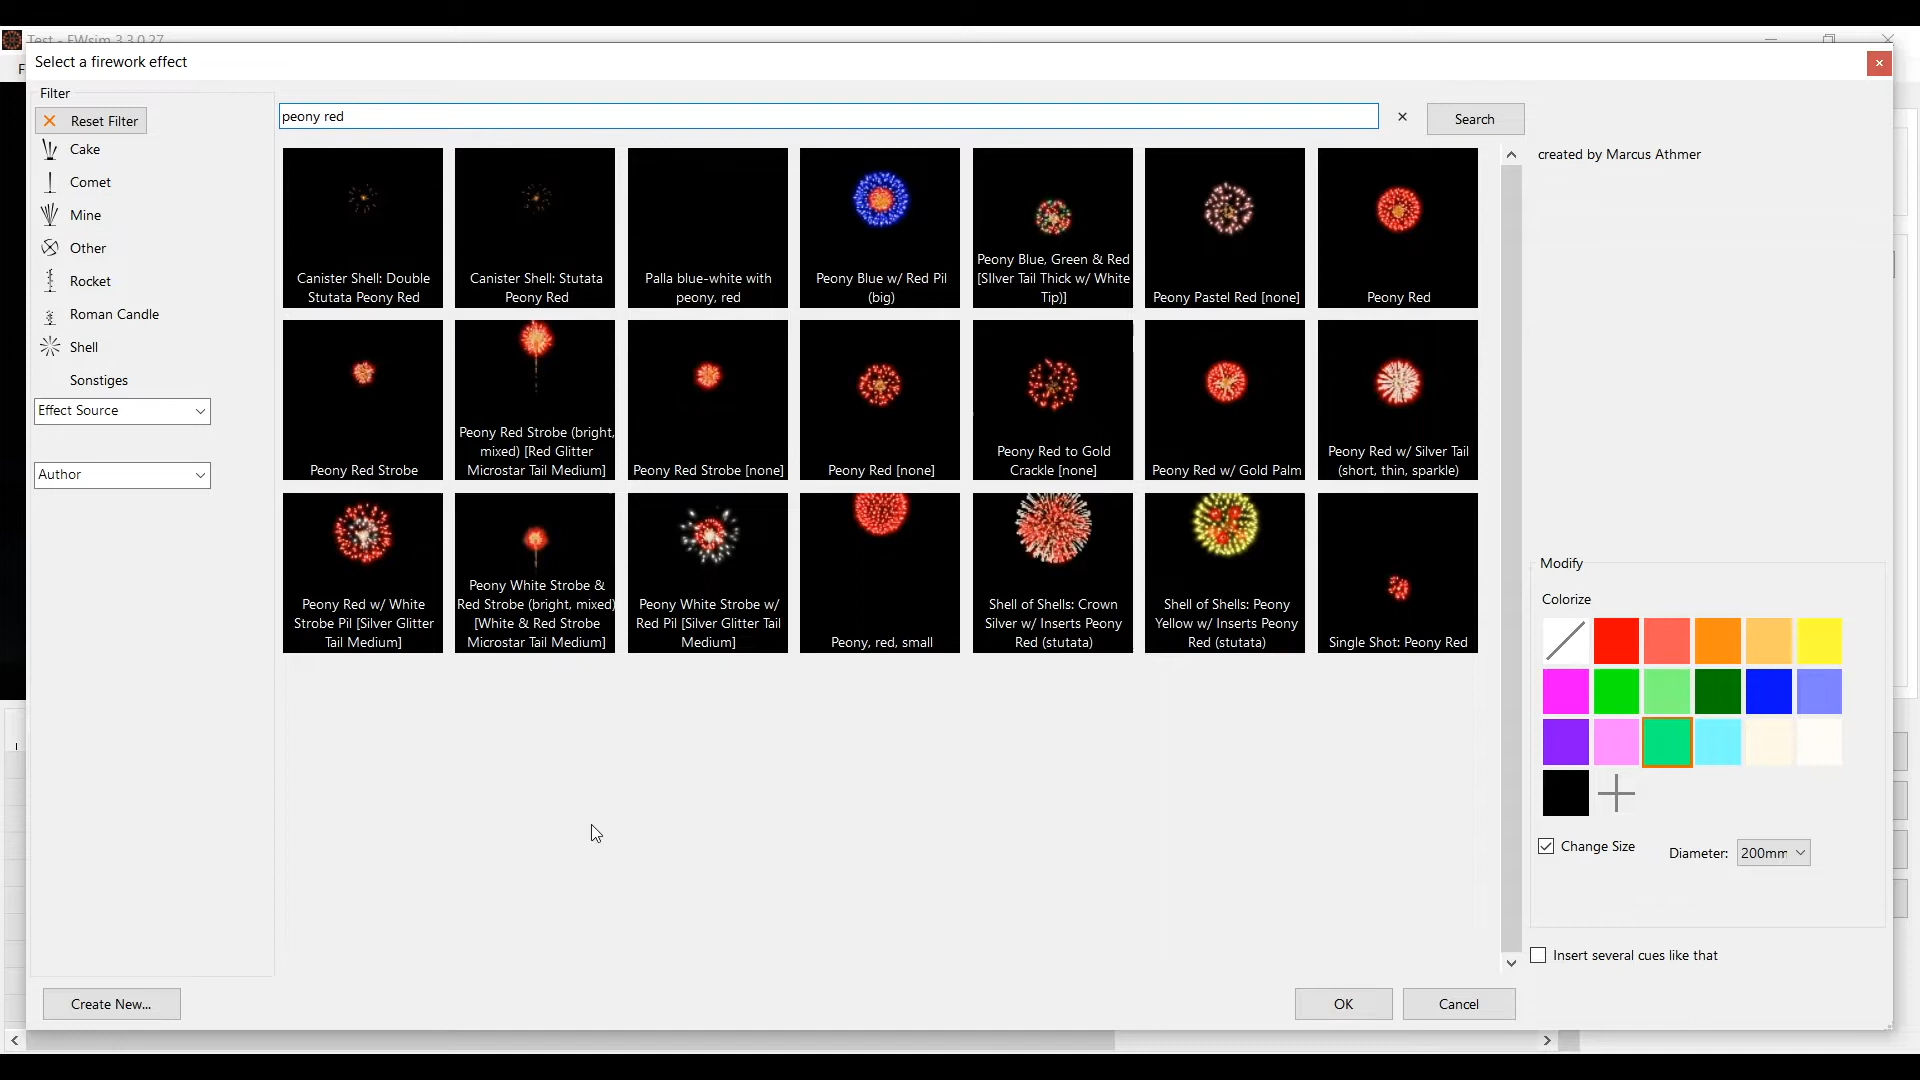 Test - FWsim 3.3.0.27
Select a firework effect
Filter
Reset Filter
Cake
Comet
Mine
Other
Rocket
Roman Candle
Shell
Sonstiges
Effect Source
Author
peony red
Search
created by Marcus Athmer
Canister Shell: Double
Stutata Peony Red
Canister Shell: Stutata
Peony Red
Palla blue-white with
peony, red
Peony Blue w/ Red Pil
(big)
Peony Blue, Green & Red
[SIlver Tail Thick w/ White
Tip)]
Peony Pastel Red [none]
Peony Red
Peony Red Strobe
Peony Red Strobe (bright,
mixed) [Red Glitter
Microstar Tail Medium]
Peony Red Strobe [none]
Peony Red [none]
Peony Red to Gold
Crackle [none]
Peony Red w/ Gold Palm
Peony Red w/ Silver Tail
(short, thin, sparkle)
Peony Red w/ White
Strobe Pil [Silver Glitter
Tail Medium]
Peony White Strobe &
Red Strobe (bright, mixed)
[White & Red Strobe
Microstar Tail Medium]
Peony White Strobe w/
Red Pil [Silver Glitter Tail
Medium]
Peony, red, small
Shell of Shells: Crown
Silver w/ Inserts Peony
Red (stutata)
Shell of Shells: Peony
Yellow w/ Inserts Peony
Red (stutata)
Single Shot: Peony Red
Modify
Colorize
Change Size
Diameter:
200mm
Insert several cues like that
Create New...
OK
Cancel